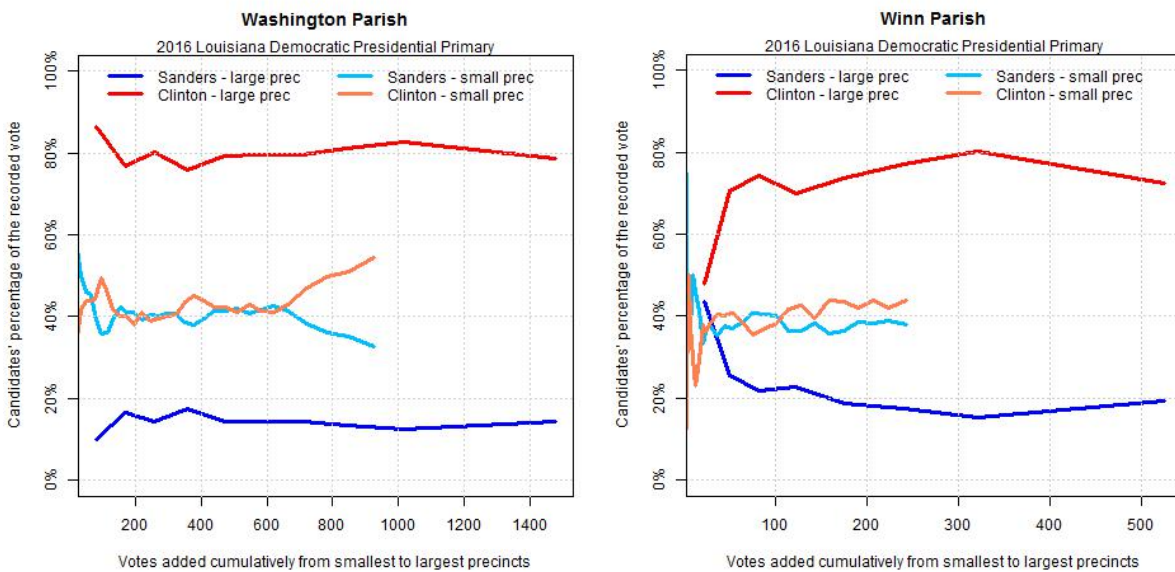 Washington Parish
2016 Louisiana Democratic Presidential Primary
Sanders - large prec
Clinton - large prec
Sanders - small prec
Clinton - small prec
Candidates' percentage of the recorded vote
100%
80%
60%
40%
20%
0%
200 400 600 800 1000 1200 1400
Votes added cumulatively from smallest to largest precincts
Winn Parish
2016 Louisiana Democratic Presidential Primary
Sanders - large prec
Clinton - large prec
Sanders - small prec
Clinton - small prec
Candidates' percentage of the recorded vote
100%
80%
60%
40%
20%
0%
100 200 300 400 500
Votes added cumulatively from smallest to largest precincts